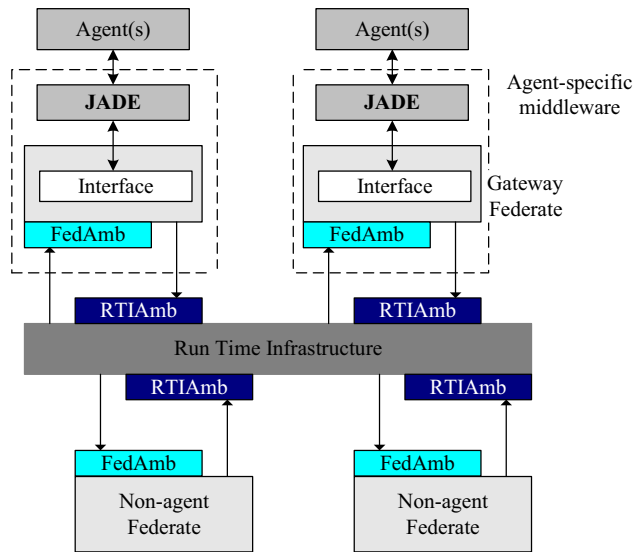 Agent(s)
Agent(s)
JADE
JADE
Agent-specific
middleware
Interface
Interface
Gateway
Federate
FedAmb
FedAmb
RTIAmb
RTIAmb
Run Time Infrastructure
RTIAmb
RTIAmb
FedAmb
FedAmb
Non-agent
Federate
Non-agent
Federate